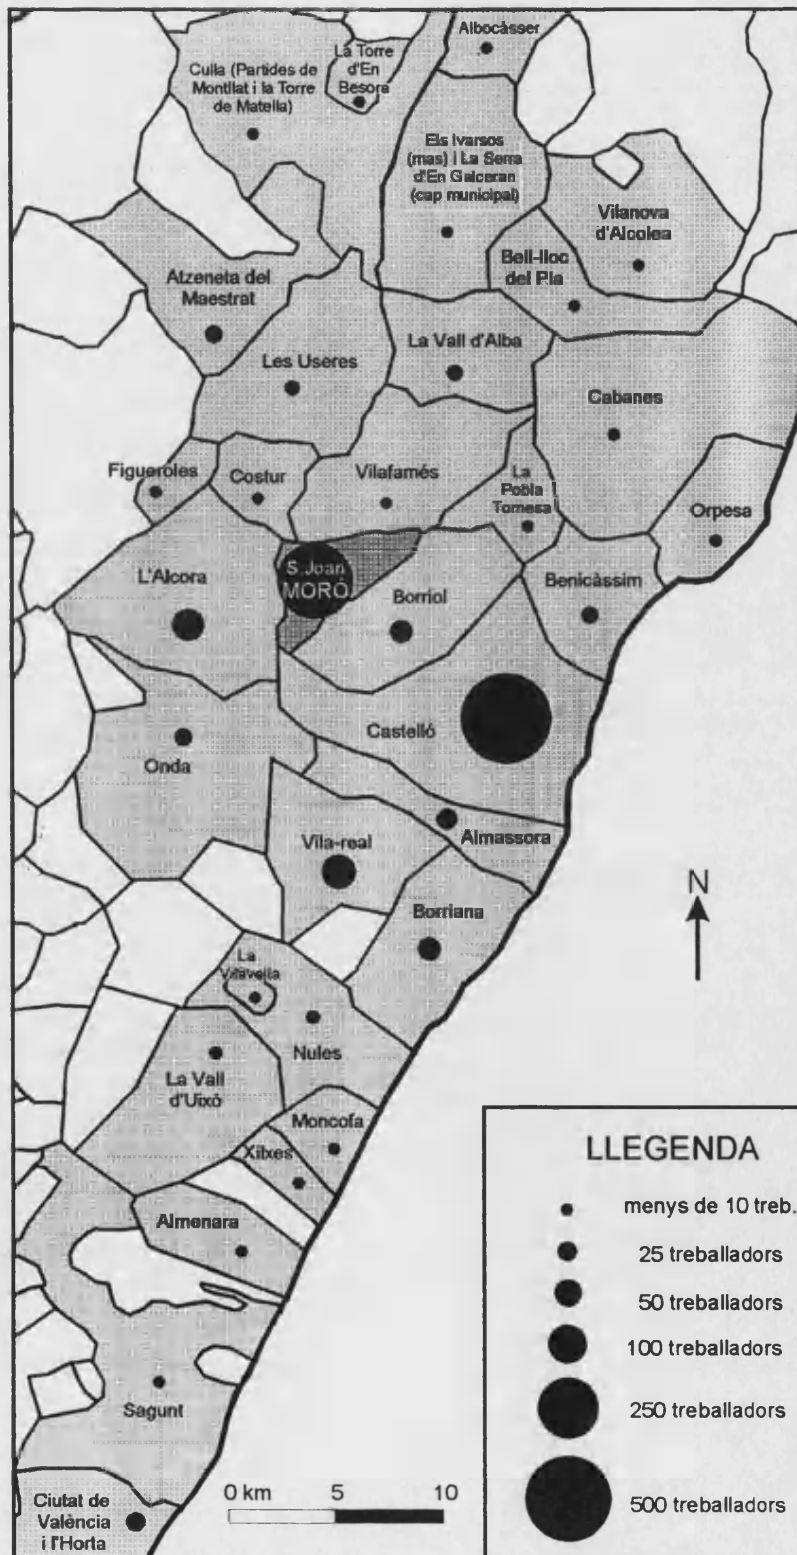 Albocàsser
La Torre
d'En
Besora
Culla (Partides de
Montllat i la Torre
de Matella)
Els Ivarsos
(mas) i La Serra
d'En Galceran
(cap municipal)
Vilanova
d'Alcolea
Bell-lloc
del Pla
Atzeneta del
Maestrat
Les Useres
La Vall d'Alba
Cabanes
Figueroles
Costur
Vilafamés
La
Pobla
Tornesa
Orpesa
L'Alcora
S.Joan
MORÓ
Borriol
Benicàssim
Castelló
Onda
Almassora
Vila-real
Borriana
N
La
Vilavella
Nules
La Vall
d'Uixó
Moncofa
Xilxes
Almenara
Sagunt
Ciutat de
València
i l'Horta
0 km 5 10
LLEGENDA
menys de 10 treb.
25 treballadors
50 treballadors
100 treballadors
250 treballadors
500 treballadors